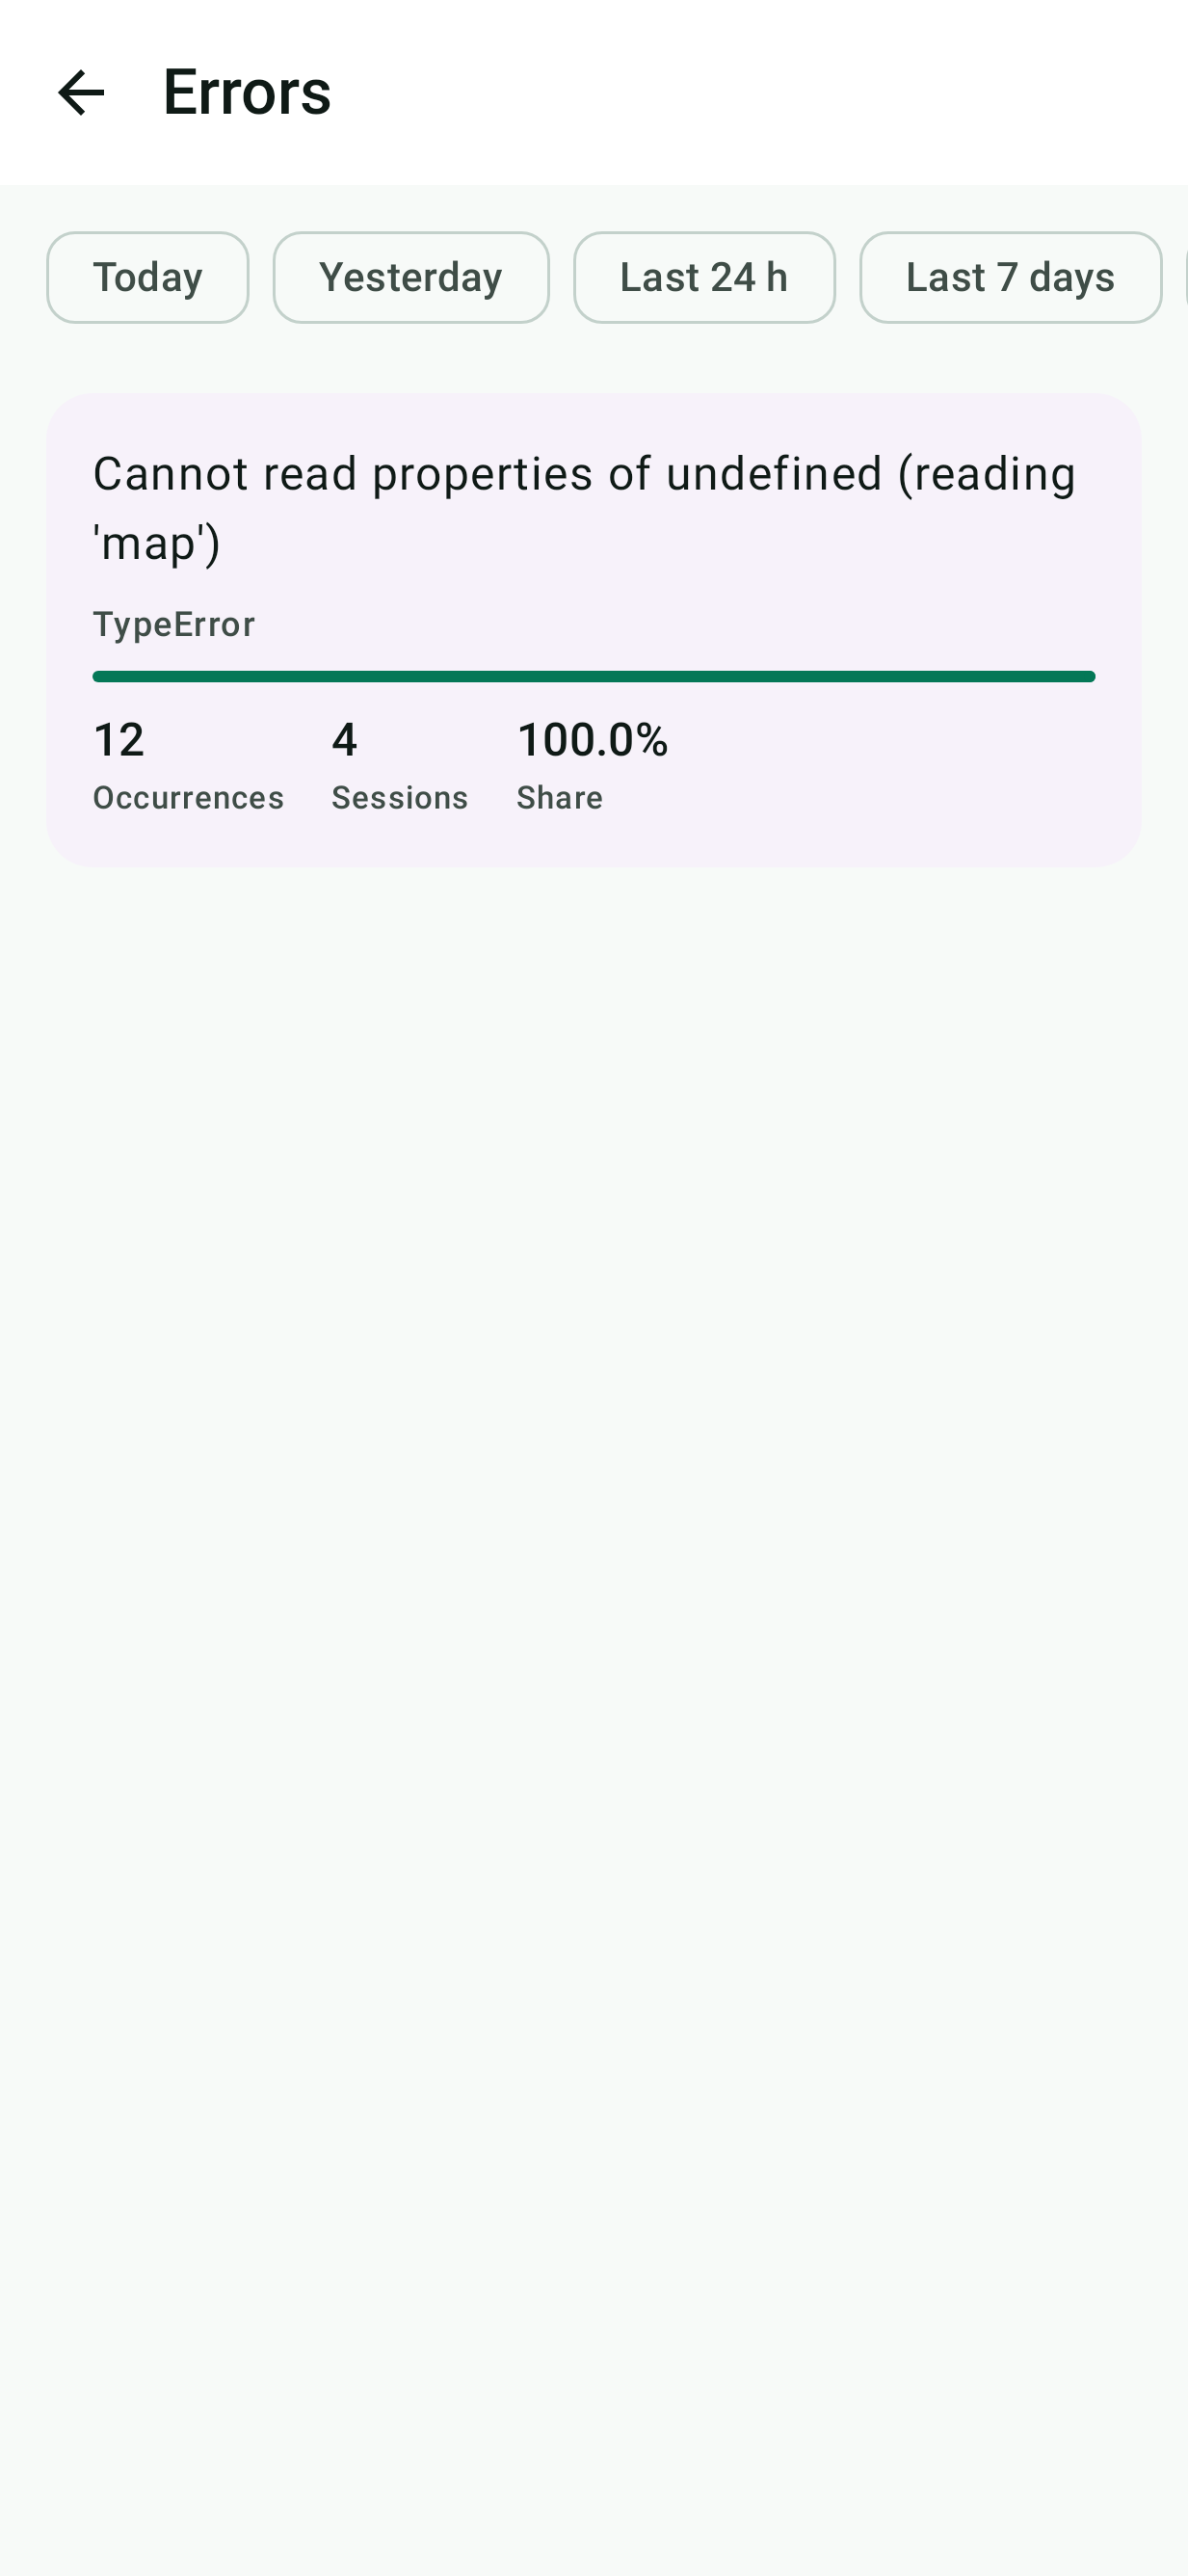 Errors
Today Yesterday Last 24 h Last 7 days
Cannot read properties of undefined (reading
'map')
TypeError
12 4 100.0%
Occurrences Sessions Share